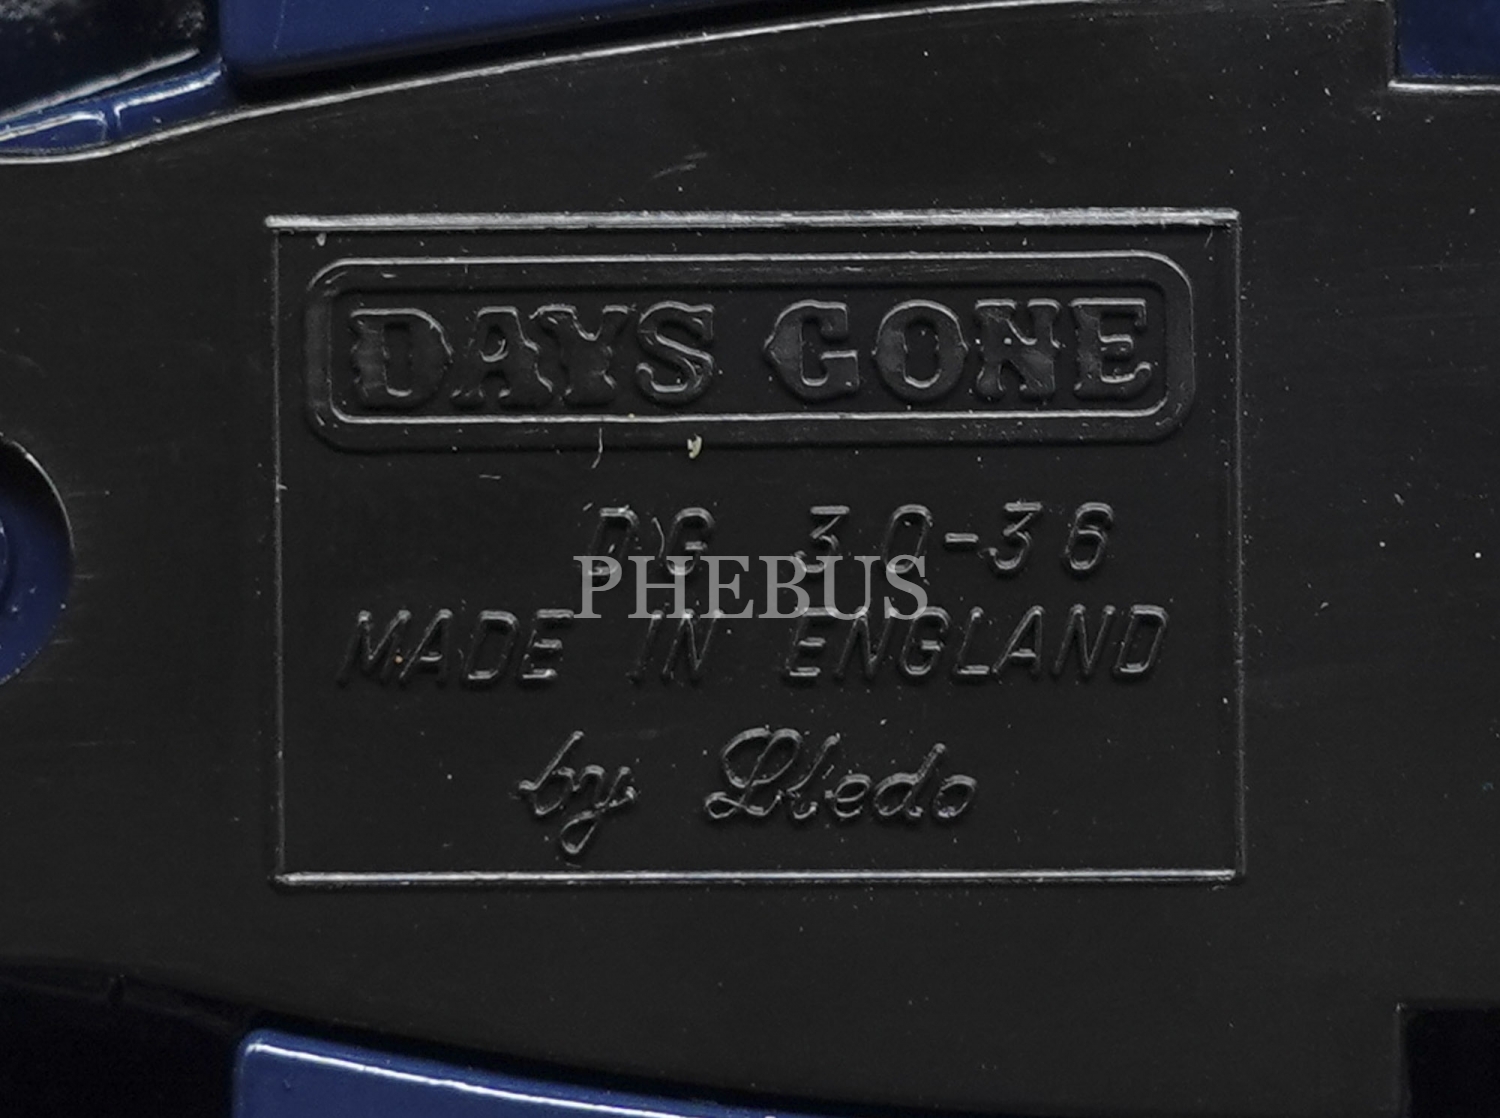 DAYS GONE
DG 30-36
PHEBUS
MADE IN ENGLAND
by Lledo